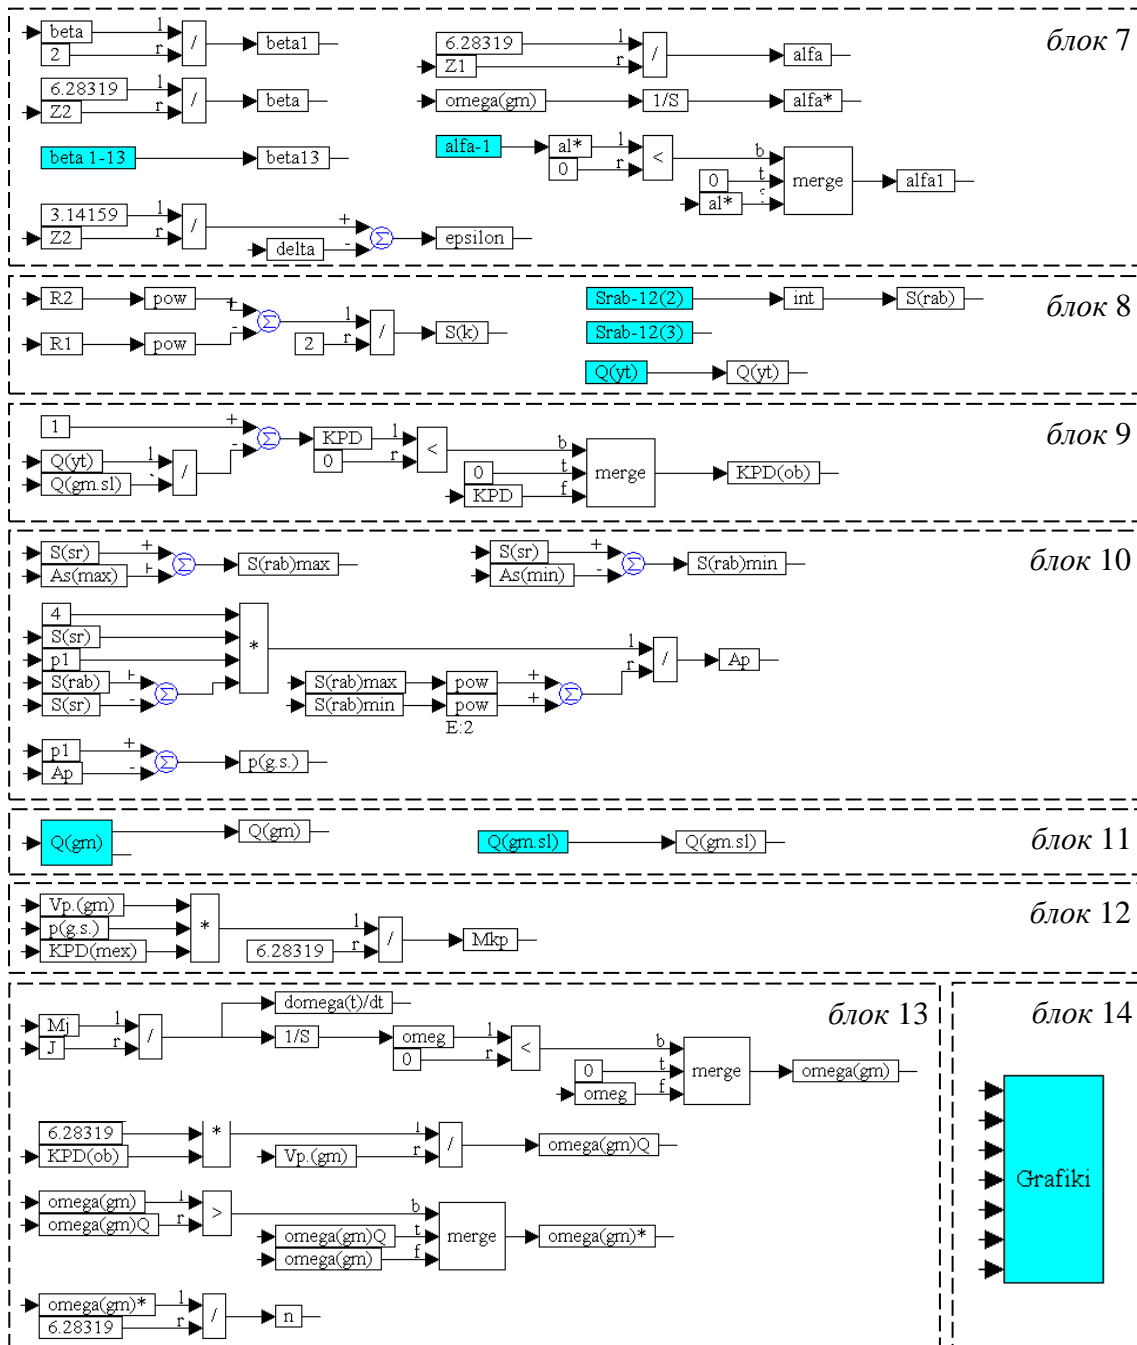 блок 7
beta l
2 r
/
beta1
6.28319 l
Z1 r
/
alfa
6.28319 l
Z2 r
/
beta
omega(gm)
1/S
alfa*
beta 1-13
beta13
alfa-1
al* l
0 r
<
b
0 t
al*
merge
alfa1
3.14159 l
Z2 r
/
+
delta -
Σ
epsilon
блок 8
R2
pow
+
R1
pow
-
Σ
l
2 r
/
S(k)
Srab-12(2)
int
S(rab)
Srab-12(3)
Q(yt)
Q(yt)
блок 9
1
+
Q(yt) l
Q(gm.sl)
/
-
Σ
KPD l
0 r
<
b
0 t
KPD f
merge
KPD(ob)
блок 10
S(sr) +
As(max) +
Σ
S(rab)max
S(sr) +
As(min) -
Σ
S(rab)min
4
S(sr)
p1
S(rab) +
S(sr) -
Σ
*
S(rab)max
pow
+
S(rab)min
pow
+
E:2
Σ
l
r
/
Ap
p1 +
Ap -
Σ
p(g.s.)
блок 11
Q(gm)
Q(gm)
Q(gm.sl)
Q(gm.sl)
блок 12
Vp.(gm)
p(g.s.)
KPD(mex)
*
l
6.28319 r
/
Mkp
блок 13
Mj l
J r
/
domega(t)/dt
1/S
omeg l
0 r
<
b
0 t
omeg f
merge
omega(gm)
6.28319
KPD(ob)
*
l
Vp.(gm) r
/
omega(gm)Q
omega(gm) l
omega(gm)Q r
>
b
omega(gm)Q t
omega(gm) f
merge
omega(gm)*
omega(gm)* l
6.28319 r
/
n
блок 14
Grafiki